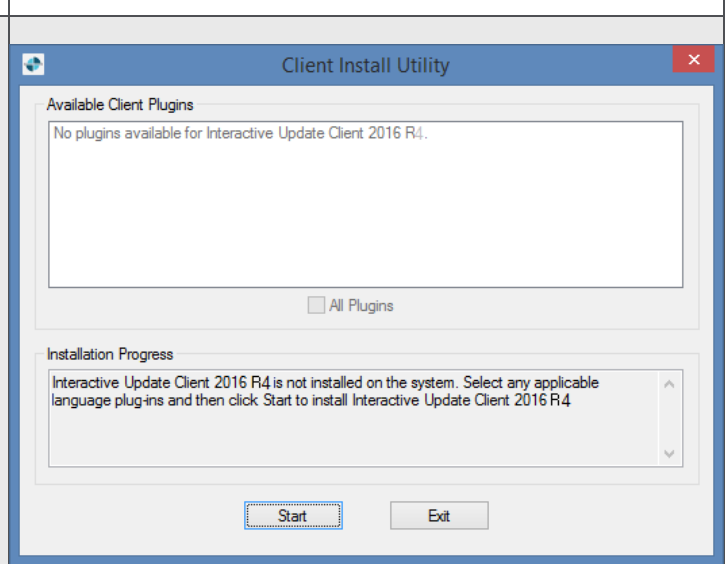 Client Install Utility
Available Client Plugins
No plugins available for Interactive Update Client 2016 R4.
All Plugins
Installation Progress
Interactive Update Client 2016 R4 is not installed on the system. Select any applicable
language plug-ins and then click Start to install Interactive Update Client 2016 R4
Start Exit